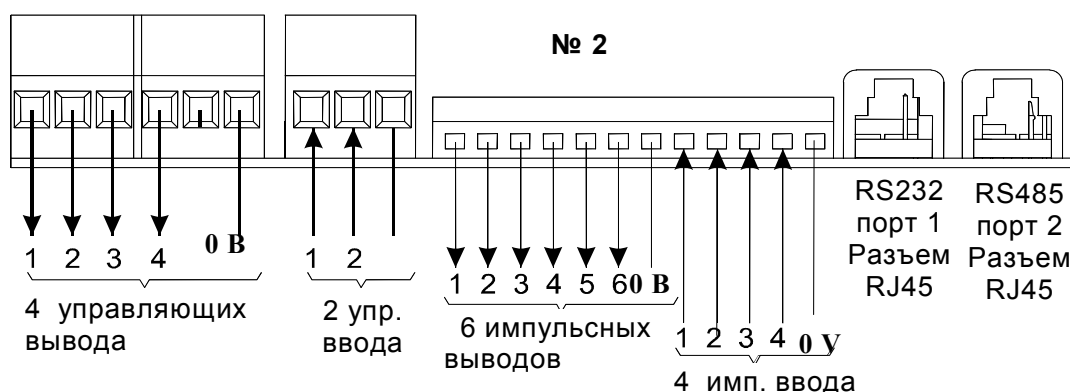 № 2
1 2 3 4 0 В
4 управляющих
вывода
1 2
2 упр.
ввода
1 2 3 4 5 6 0 В
6 импульсных
выводов
1 2 3 4 0 V
4 имп. ввода
RS232
порт 1
Разъем
RJ45
RS485
порт 2
Разъем
RJ45